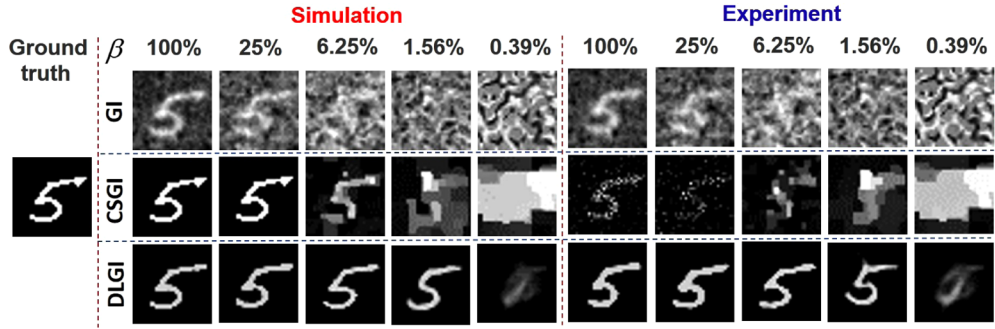 Simulation Experiment
Ground truth β 100% 25% 6.25% 1.56% 0.39% 100% 25% 6.25% 1.56% 0.39%
GI
CSGI
DLGI